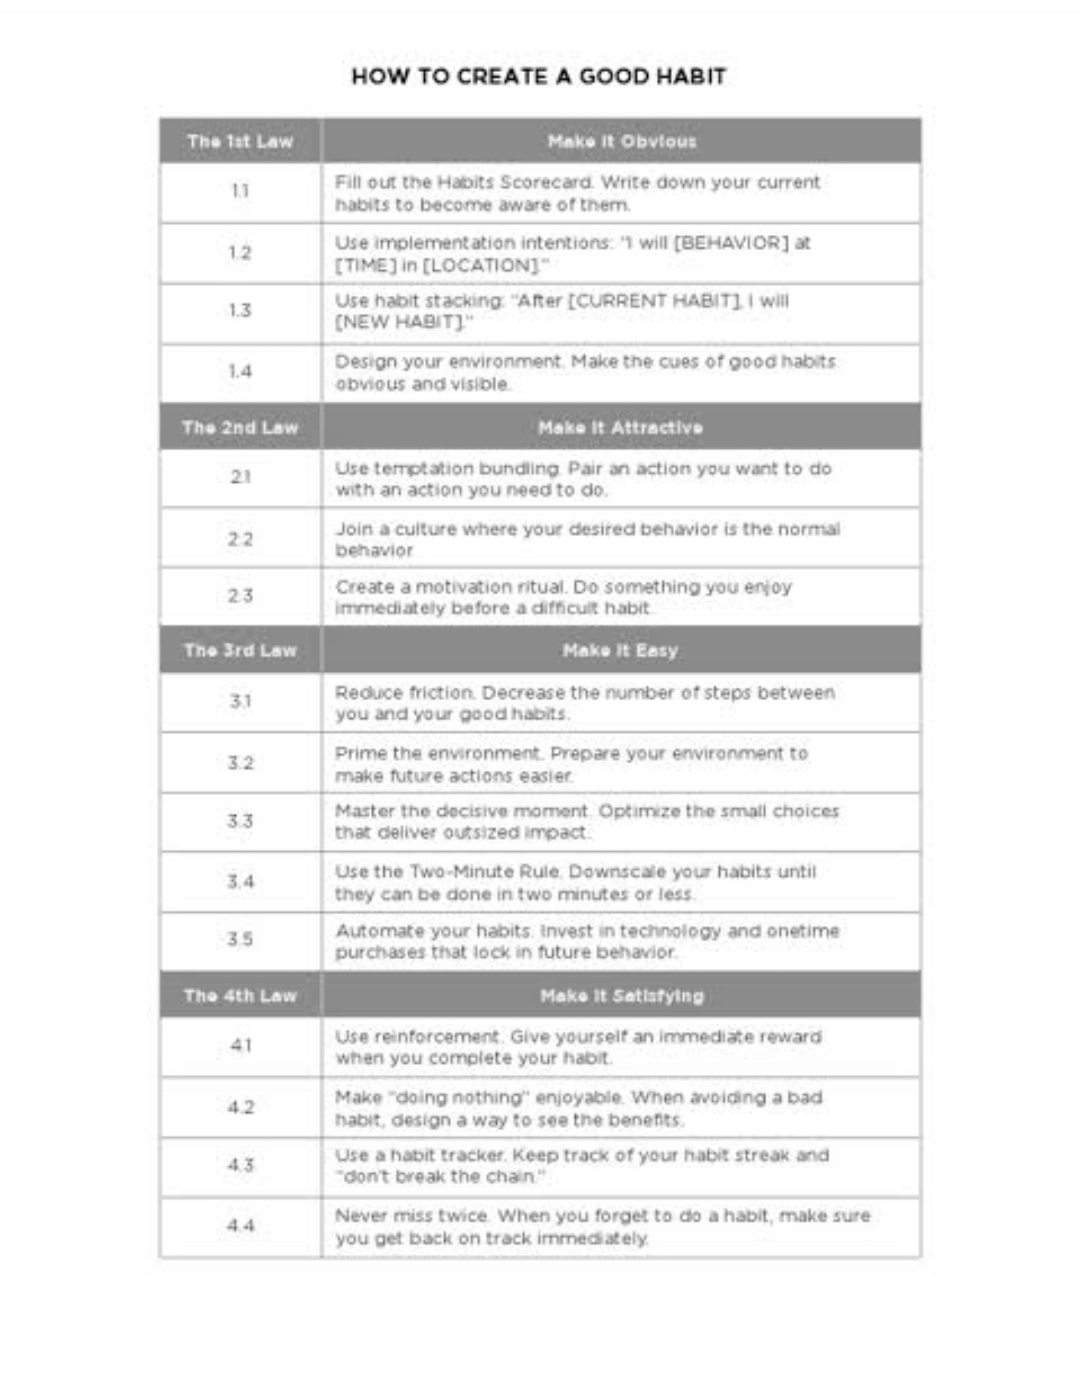 HOW TO CREATE A GOOD HABIT
The 1st Law Make It Obvious
1.1 Fill out the Habits Scorecard. Write down your current
habits to become aware of them.
1.2 Use implementation intentions: "I will [BEHAVIOR] at
[TIME] in [LOCATION]."
1.3 Use habit stacking: "After [CURRENT HABIT], I will
[NEW HABIT]."
1.4 Design your environment. Make the cues of good habits
obvious and visible.
The 2nd Law Make It Attractive
2.1 Use temptation bundling. Pair an action you want to do
with an action you need to do.
2.2 Join a culture where your desired behavior is the normal
behavior.
2.3 Create a motivation ritual. Do something you enjoy
immediately before a difficult habit.
The 3rd Law Make It Easy
3.1 Reduce friction. Decrease the number of steps between
you and your good habits.
3.2 Prime the environment. Prepare your environment to
make future actions easier.
3.3 Master the decisive moment. Optimize the small choices
that deliver outsized impact.
3.4 Use the Two-Minute Rule. Downscale your habits until
they can be done in two minutes or less.
3.5 Automate your habits. Invest in technology and onetime
purchases that lock in future behavior.
The 4th Law Make It Satisfying
4.1 Use reinforcement. Give yourself an immediate reward
when you complete your habit.
4.2 Make "doing nothing" enjoyable. When avoiding a bad
habit, design a way to see the benefits.
4.3 Use a habit tracker. Keep track of your habit streak and
"don't break the chain."
4.4 Never miss twice. When you forget to do a habit, make sure
you get back on track immediately.